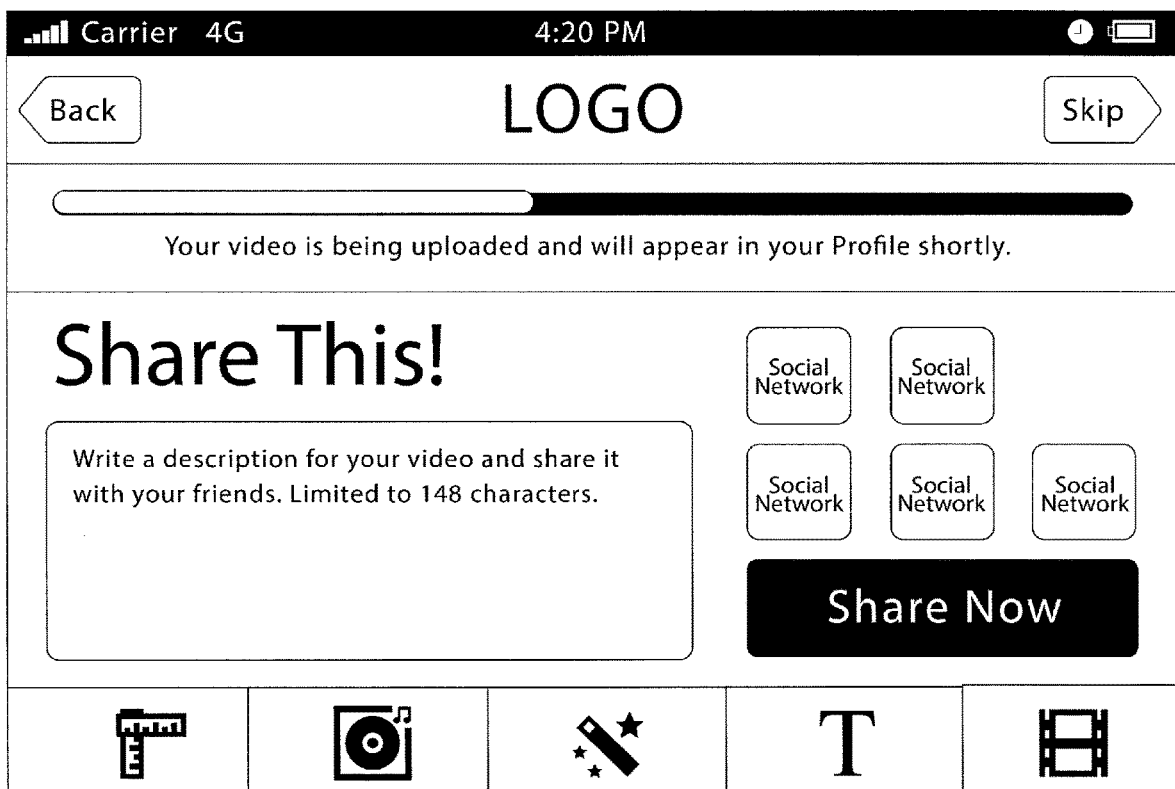 Carrier 4G 4:20 PM
Back LOGO Skip
Your video is being uploaded and will appear in your Profile shortly.
Share This!
Write a description for your video and share it
with your friends. Limited to 148 characters.
Social
Network
Social
Network
Social
Network
Social
Network
Social
Network
Share Now
T